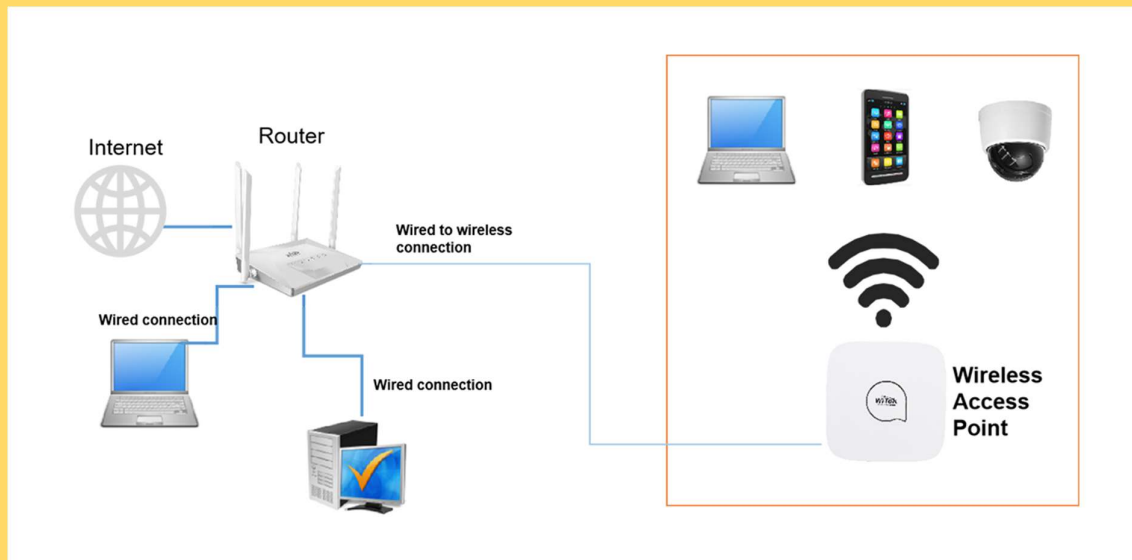 Internet
Router
Wired to wireless
connection
Wired connection
Wired connection
Wireless
Access
Point